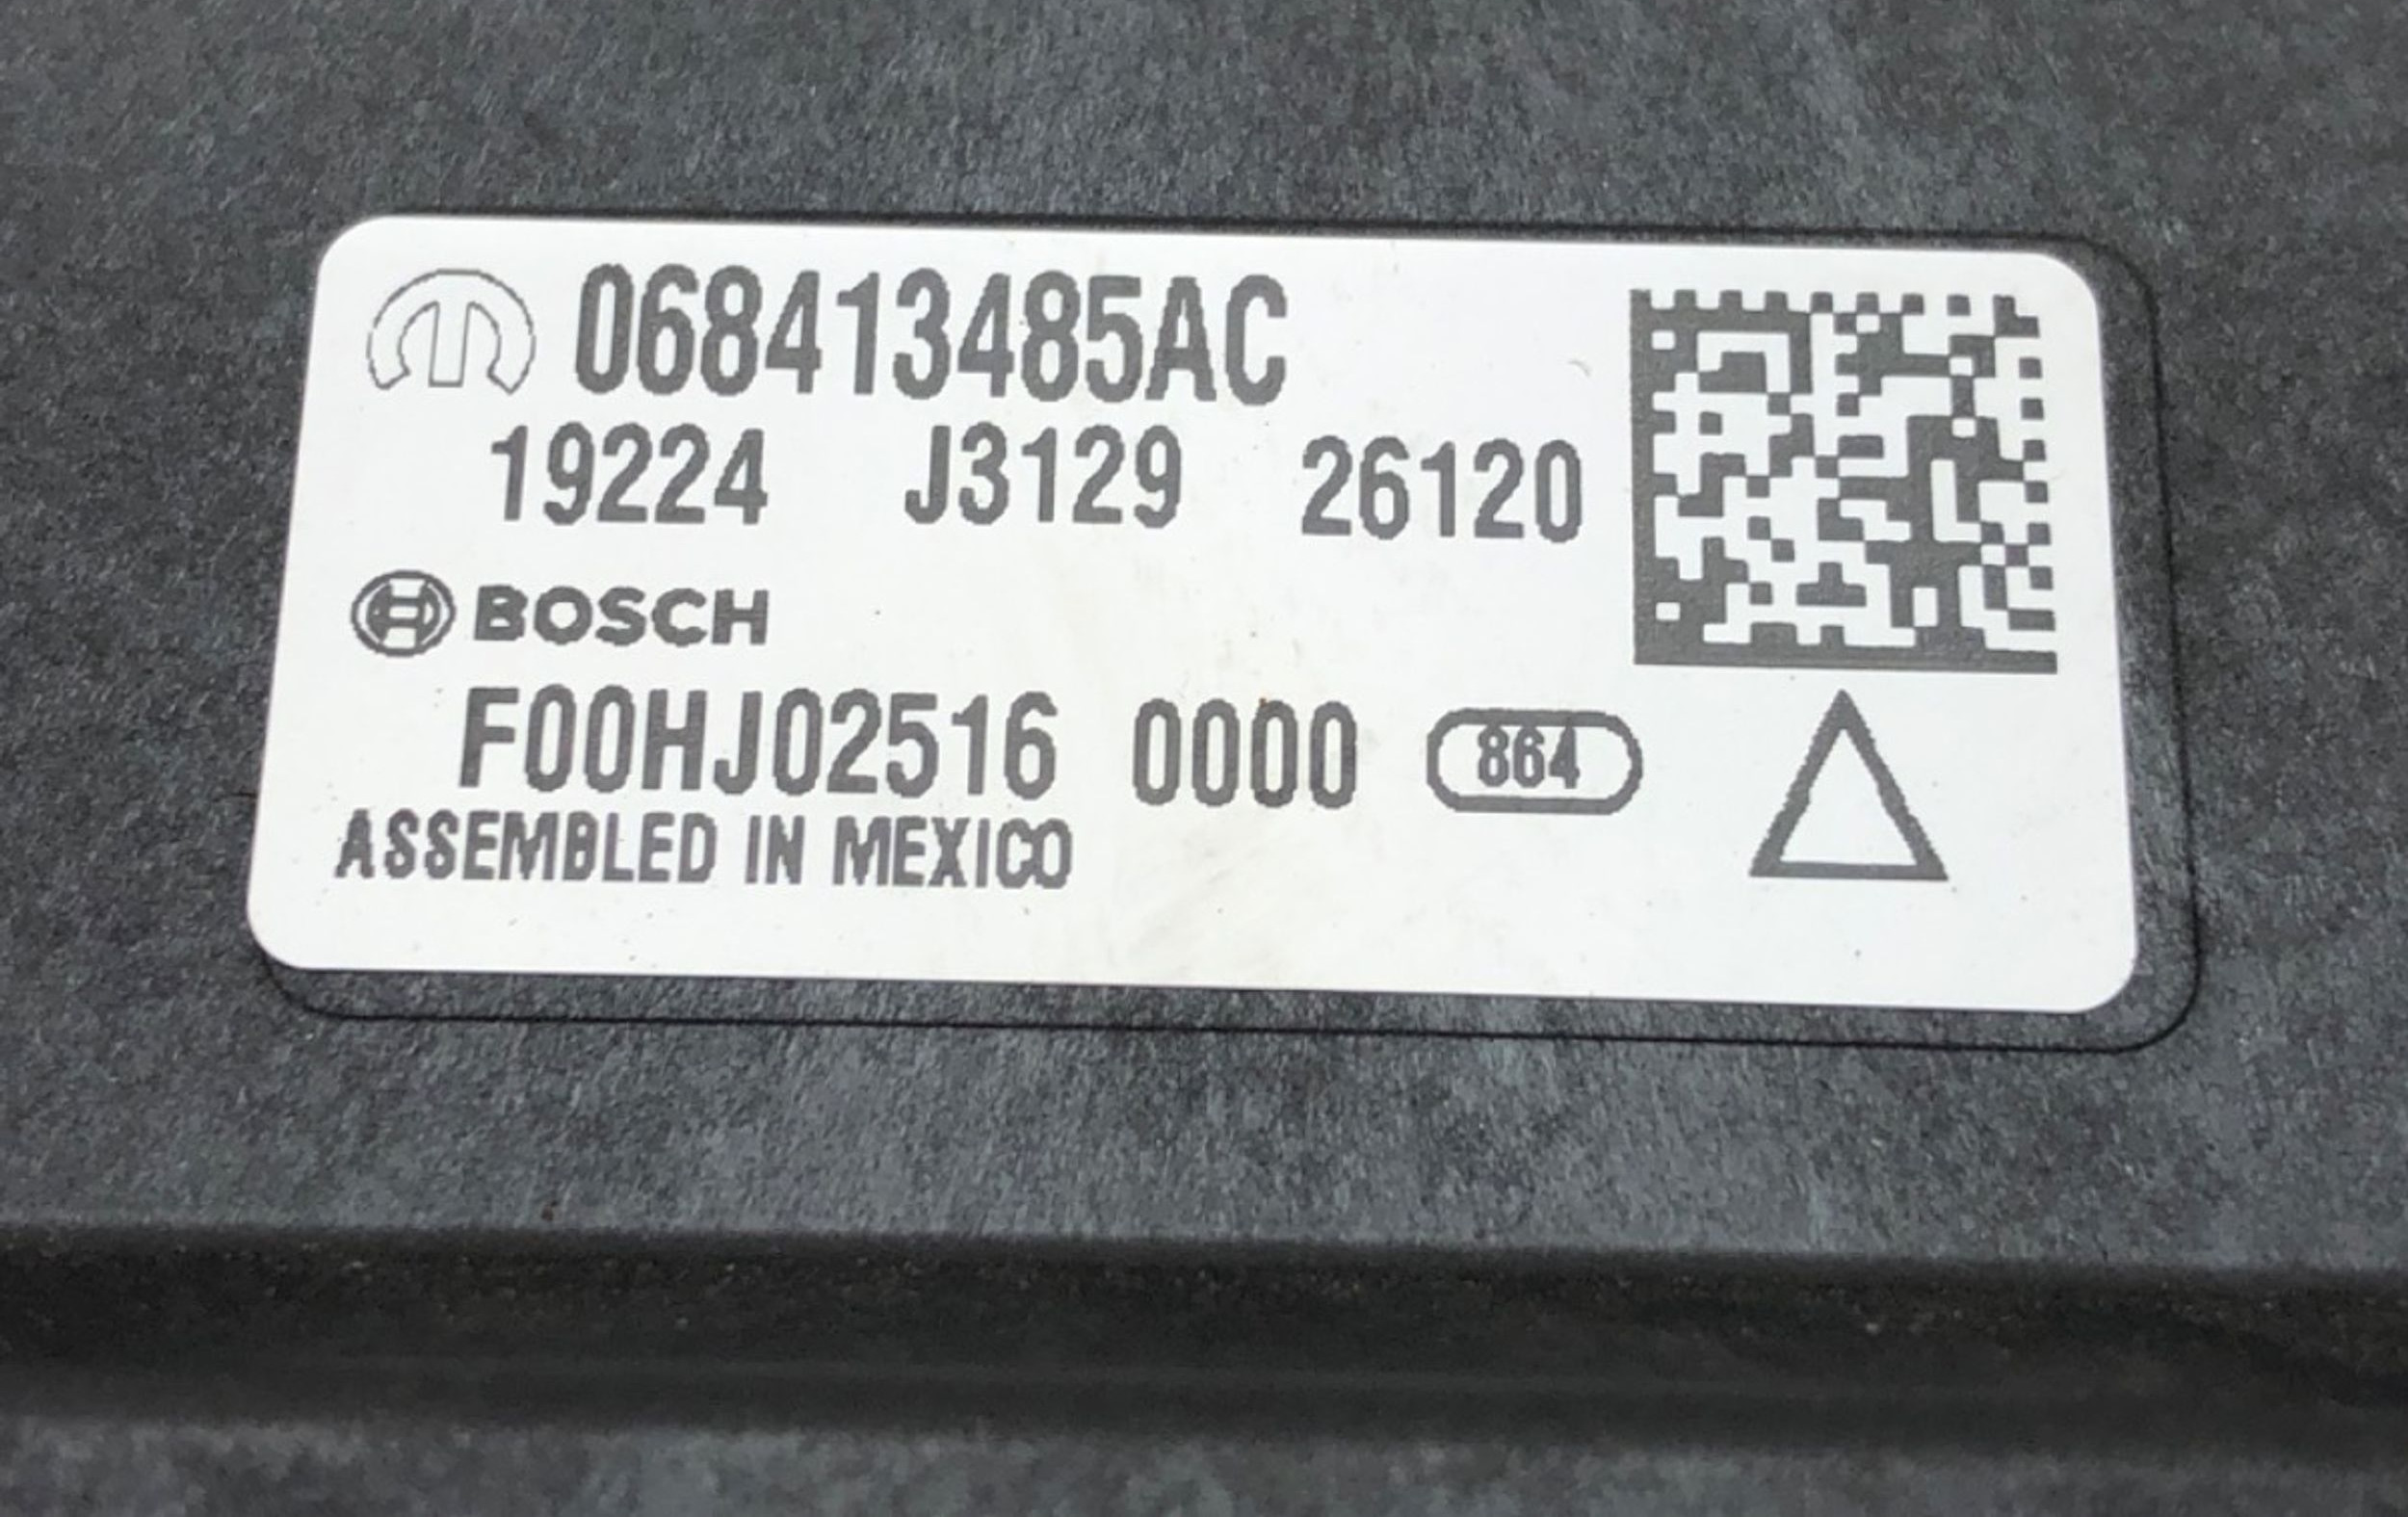 068413485AC
19224 J3129 26120
BOSCH
F00HJ02516 0000 864
ASSEMBLED IN MEXICO